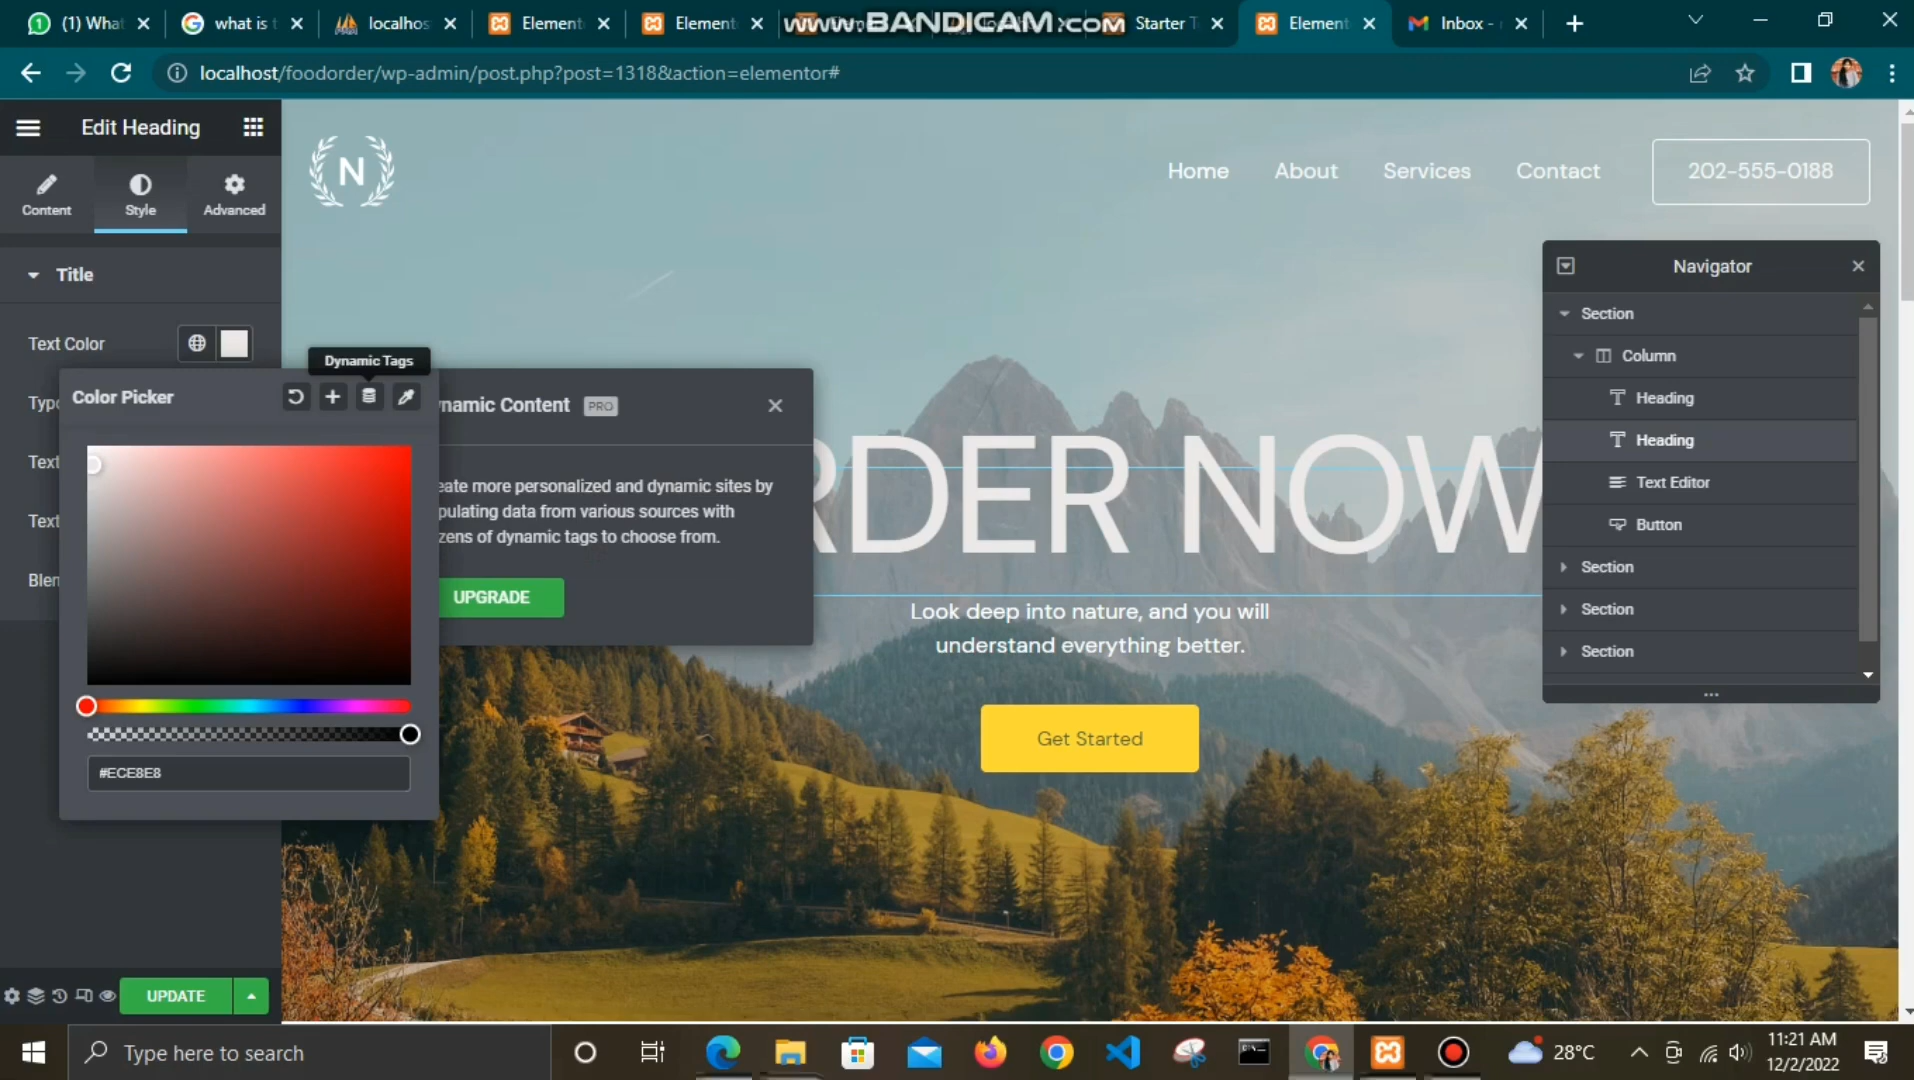 (1) What
what is t
localhos
Element
Element
www.BANDICAM.com
Starter T
Element
Inbox -
localhost/foodorder/wp-admin/post.php?post=1318&action=elementor#
Edit Heading
Content
Style
Advanced
Title
Text Color
Dynamic Tags
Color Picker
Typo
Text
Text
Blen
#ECE8E8
UPDATE
namic Content PRO
eate more personalized and dynamic sites by
pulating data from various sources with
zens of dynamic tags to choose from.
UPGRADE
N
Home
About
Services
Contact
202-555-0188
RDER NOW
Look deep into nature, and you will
understand everything better.
Get Started
Navigator
Section
Column
Heading
Heading
Text Editor
Button
Section
Section
Section
Type here to search
28°C
11:21 AM
12/2/2022